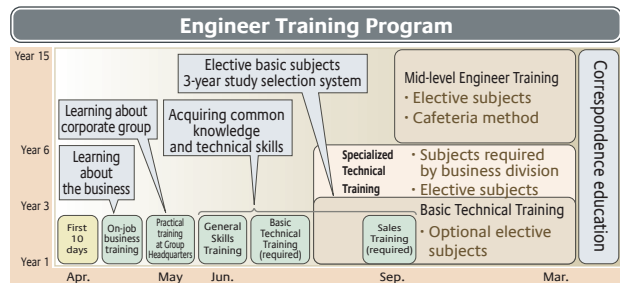 Engineer Training Program
Year 15
Elective basic subjects
3-year study selection system
Mid-level Engineer Training
・Elective subjects
・Cafeteria method
Correspondence education
Learning about
corporate group
Acquiring common
knowledge
and technical skills
Year 6
Learning
about
the business
Specialized
Technical
Training
・Subjects required
by business division
・Elective subjects
Year 3
Basic Technical Training
・Optional elective
subjects
First
10
days
On-job
business
training
Practical
training
at Group
Headquarters
General
Skills
Training
Basic
Technical
Training
(required)
Sales
Training
(required)
Year 1
Apr.
May
Jun.
Sep.
Mar.